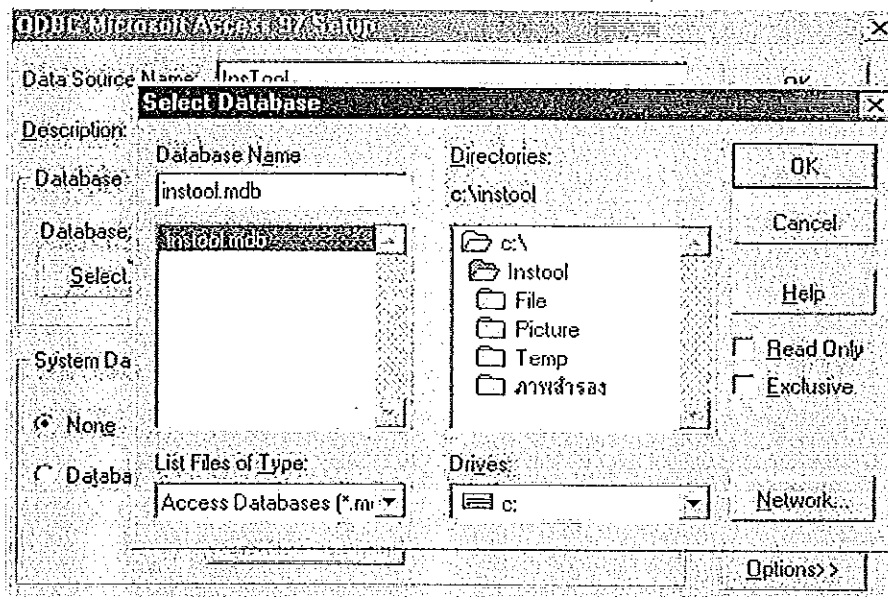 ODBC Microsoft Access 97 Setup
Data Source Name: InsTool
OK
Select Database
Description:
Database
Database
Select
System Da
None
Databa
Database Name
instool.mdb
instool.mdb
List Files of Type:
Access Databases (*.m
Directories:
c:\instool
c:\
Instool
File
Picture
Temp
ภาพสำรอง
Drives:
c:
OK
Cancel
Help
Read Only
Exclusive
Network...
Options>>